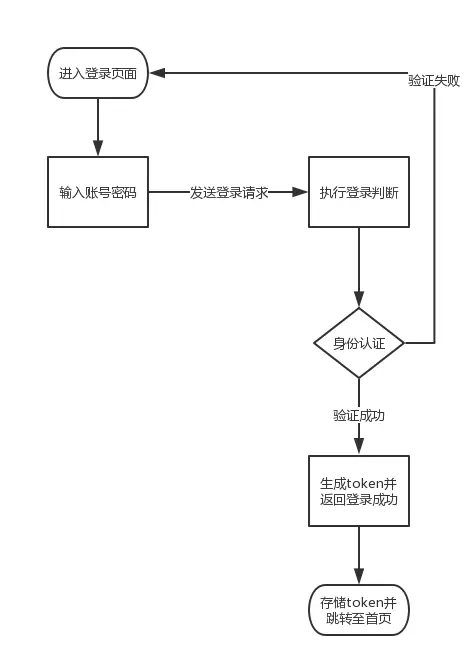 进入登录页面
验证失败
输入账号密码
发送登录请求
执行登录判断
身份认证
验证成功
生成token并
返回登录成功
存储token并
跳转至首页